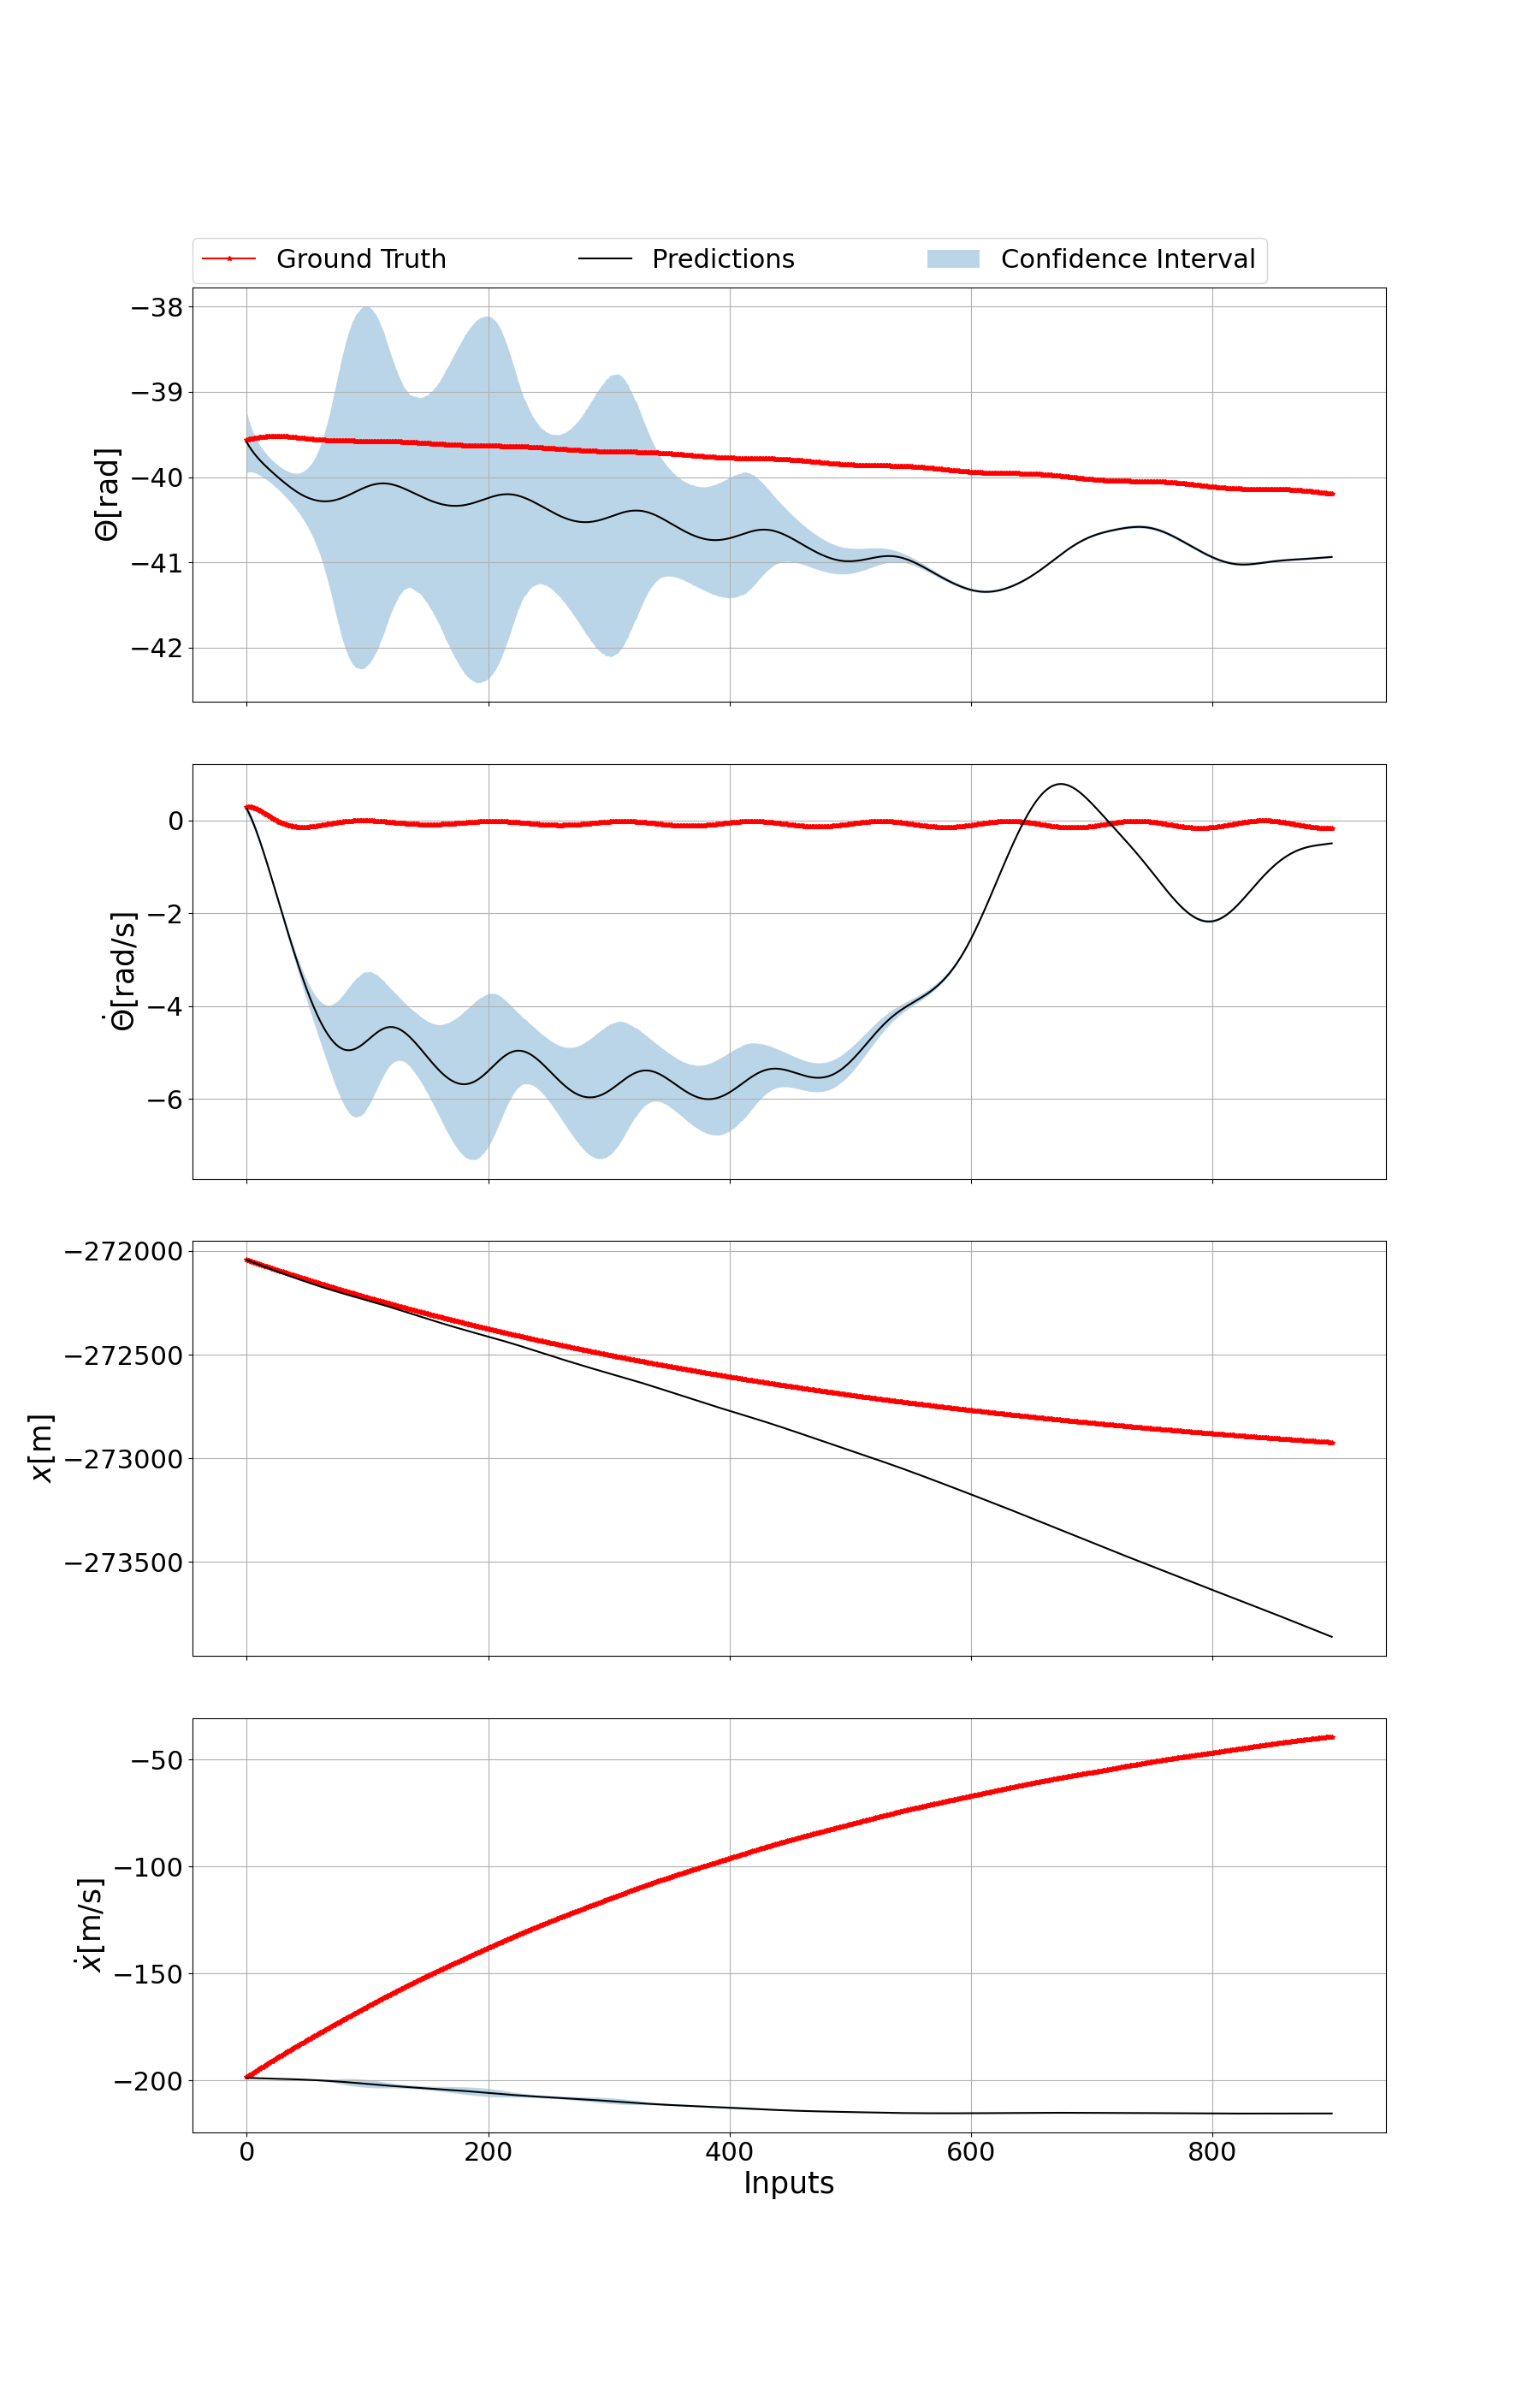 Ground Truth Predictions Confidence Interval
−38
−39
−40
−41
−42
Θ[rad]
0
−2
−4
−6
Θ̇[rad/s]
−272000
−272500
−273000
−273500
x[m]
−50
−100
−150
−200
ẋ[m/s]
0 200 400 600 800
Inputs